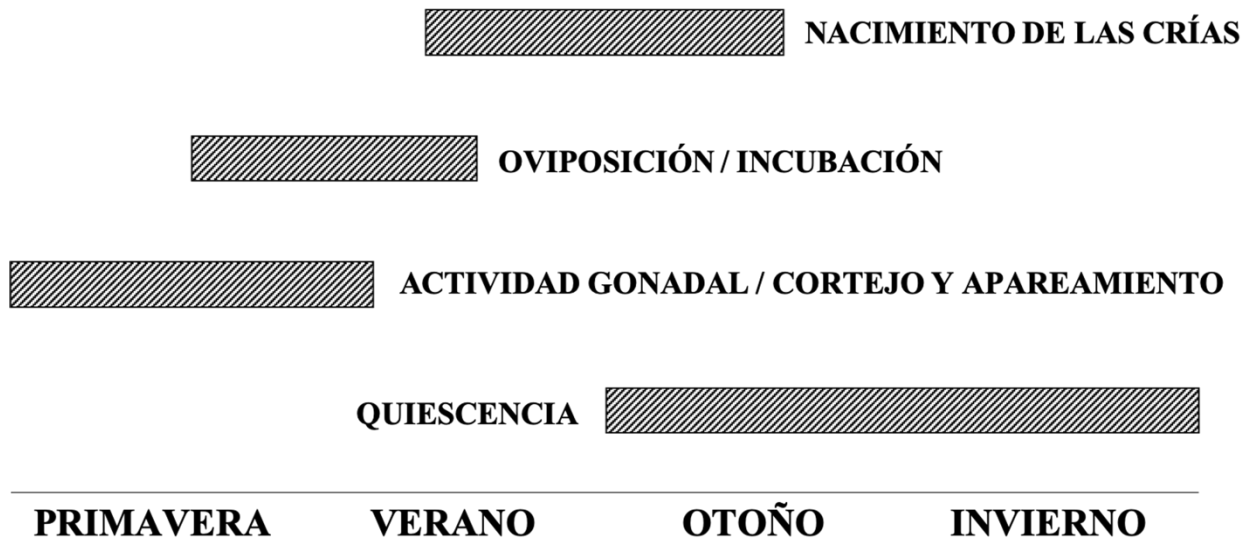 NACIMIENTO DE LAS CRÍAS
OVIPOSICIÓN / INCUBACIÓN
ACTIVIDAD GONADAL / CORTEJO Y APAREAMIENTO
QUIESCENCIA
PRIMAVERA VERANO OTOÑO INVIERNO